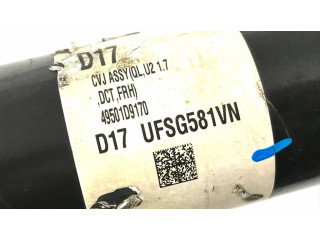 D17
CVJ ASSY(QL,U2 1.7
,DCT,FRH)
49501D9170
D17 UFSG581VN